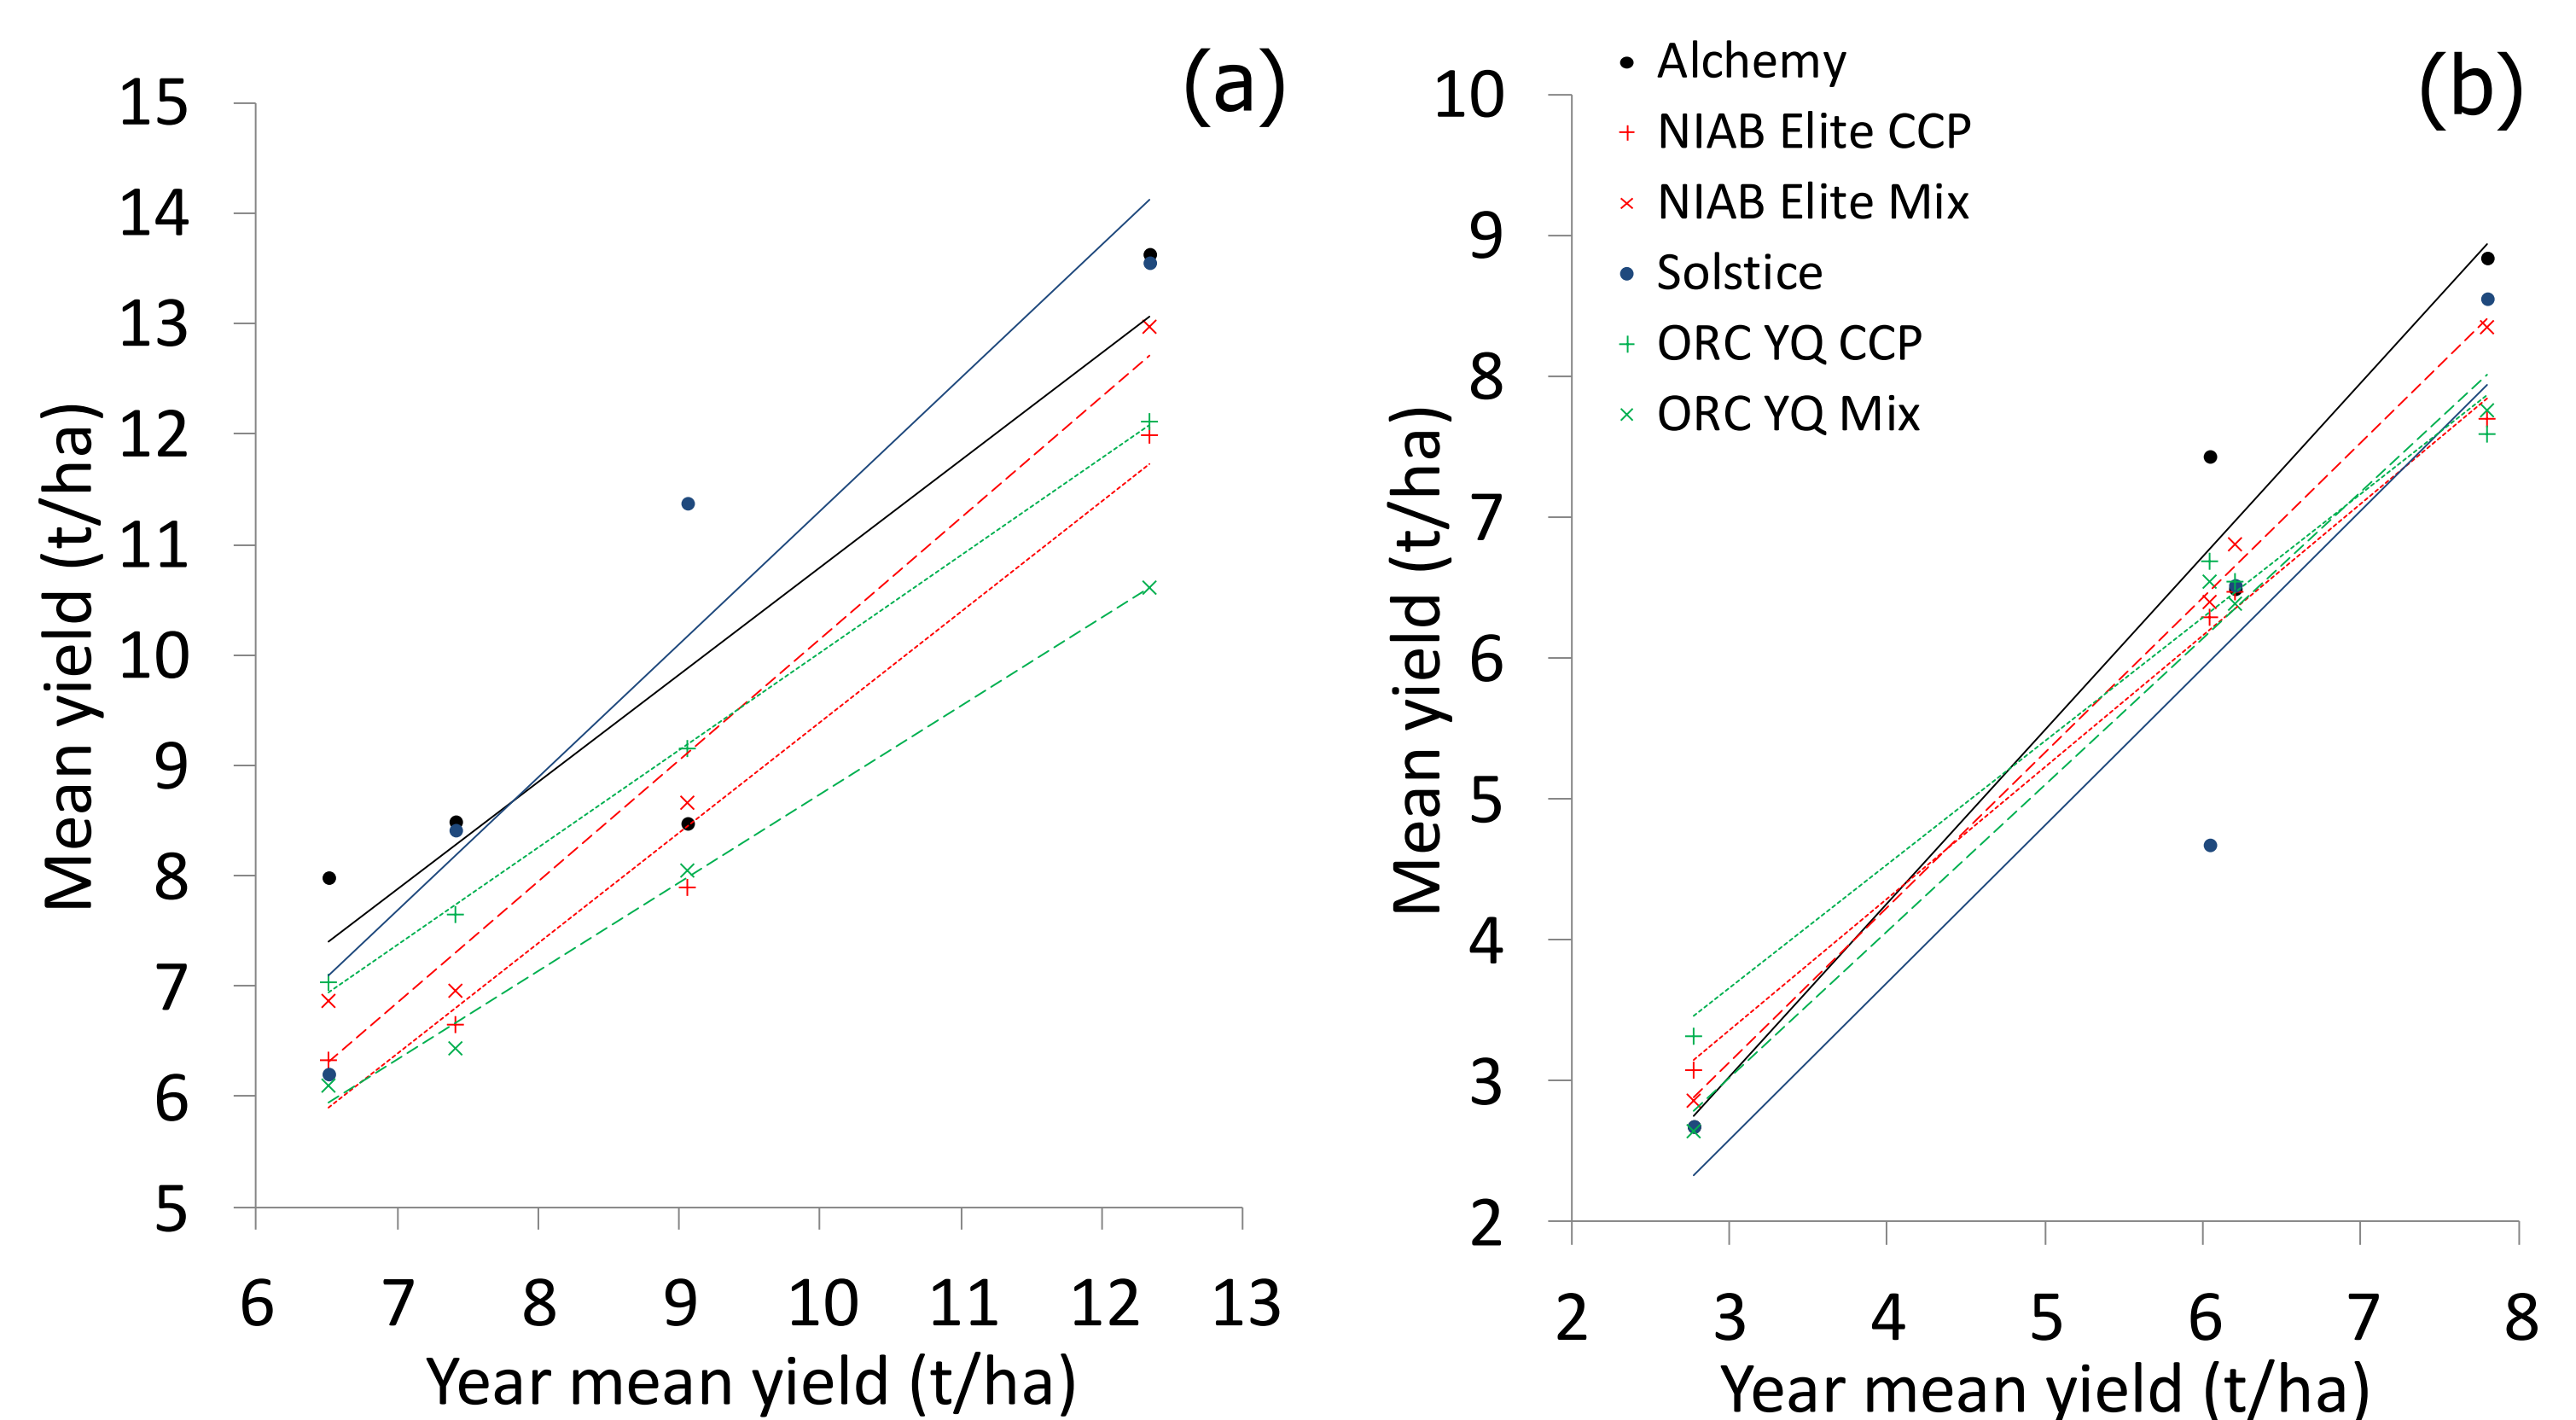 (a)
15
14
13
12
11
10
9
8
7
6
5
Mean yield (t/ha)
6 7 8 9 10 11 12 13
Year mean yield (t/ha)
(b)
Alchemy
NIAB Elite CCP
NIAB Elite Mix
Solstice
ORC YQ CCP
ORC YQ Mix
10
9
8
7
6
5
4
3
2
Mean yield (t/ha)
2 3 4 5 6 7 8
Year mean yield (t/ha)